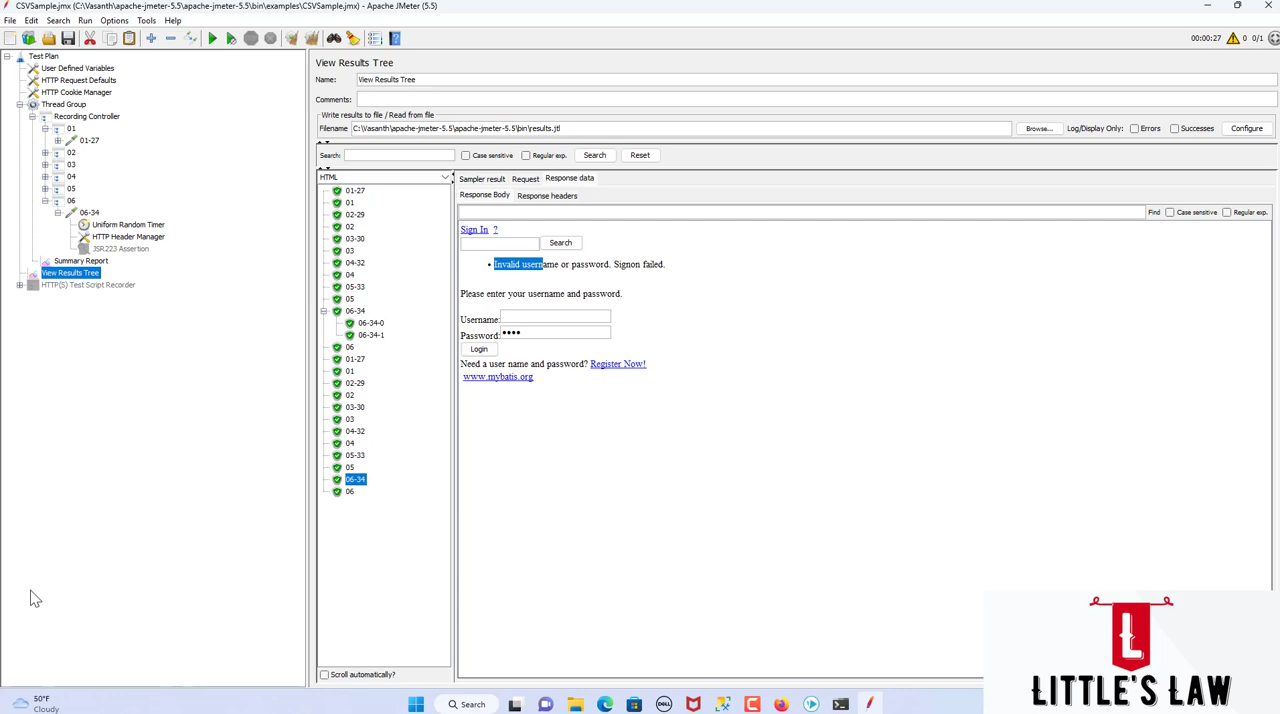 CSVSample.jmx (C:\Vasanth\apache-jmeter-5.5\apache-jmeter-5.5\bin\examples\CSVSample.jmx) - Apache JMeter (5.5)
File Edit Search Run Options Tools Help
00:00:27 0 0/1
Test Plan
User Defined Variables
HTTP Request Defaults
HTTP Cookie Manager
Thread Group
Recording Controller
01
01-27
02
03
04
05
06
06-34
Uniform Random Timer
HTTP Header Manager
JSR223 Assertion
Summary Report
View Results Tree
HTTP(S) Test Script Recorder
View Results Tree
Name: View Results Tree
Comments:
Write results to file / Read from file
Filename C:\Vasanth\apache-jmeter-5.5\apache-jmeter-5.5\bin\results.jtl Browse... Log/Display Only: Errors Successes Configure
Search: Case sensitive Regular exp. Search Reset
HTML
01-27
01
02-29
02
03-30
03
04-32
04
05-33
05
06-34
06-34-0
06-34-1
06
01-27
01
02-29
02
03-30
03
04-32
04
05-33
05
06-34
06
Scroll automatically?
Sampler result Request Response data
Response Body Response headers
Find Case sensitive Regular exp.
Sign In ?
Search
• Invalid username or password. Signon failed.
Please enter your username and password.
Username:
Password: ••••
Login
Need a user name and password? Register Now!
www.mybatis.org
L
LITTLE'S LAW
50°F
Cloudy
Search
DELL